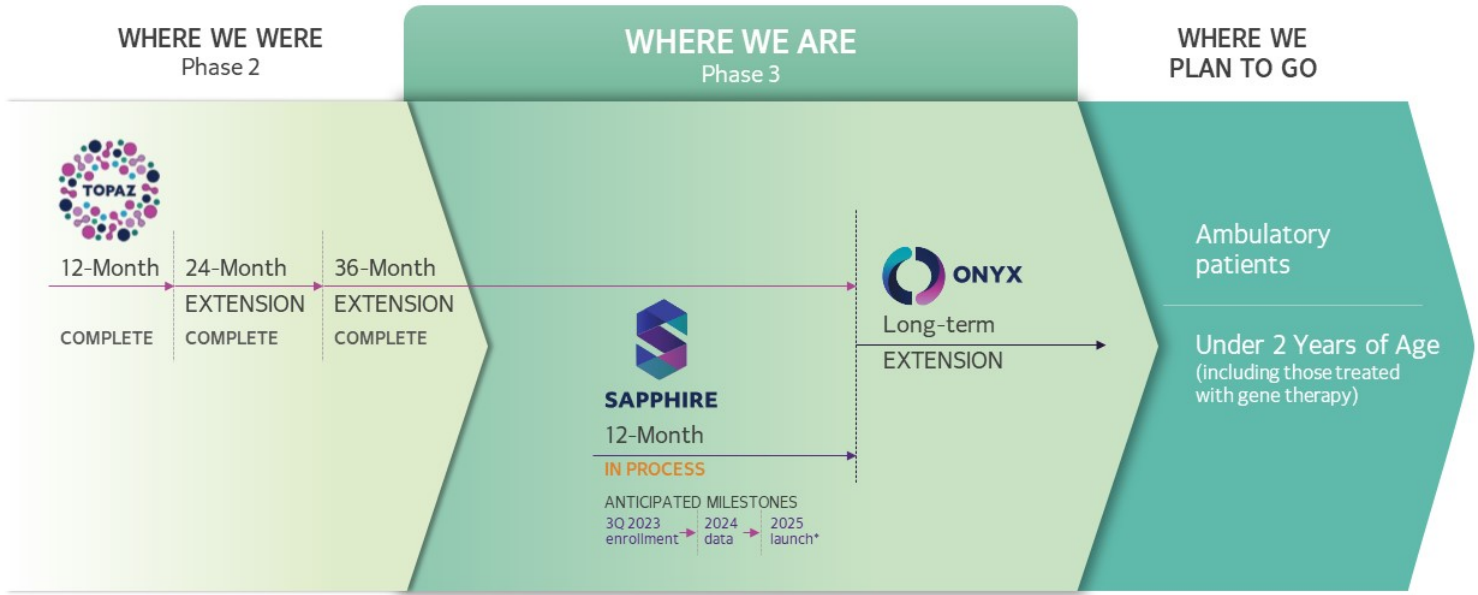 WHERE WE WERE
Phase 2
WHERE WE ARE
Phase 3
WHERE WE
PLAN TO GO
TOPAZ
12-Month
COMPLETE
24-Month
EXTENSION
COMPLETE
36-Month
EXTENSION
COMPLETE
SAPPHIRE
12-Month
IN PROCESS
ANTICIPATED MILESTONES
3Q 2023
enrollment
2024
data
2025
launch*
ONYX
Long-term
EXTENSION
Ambulatory
patients
Under 2 Years of Age
(including those treated
with gene therapy)